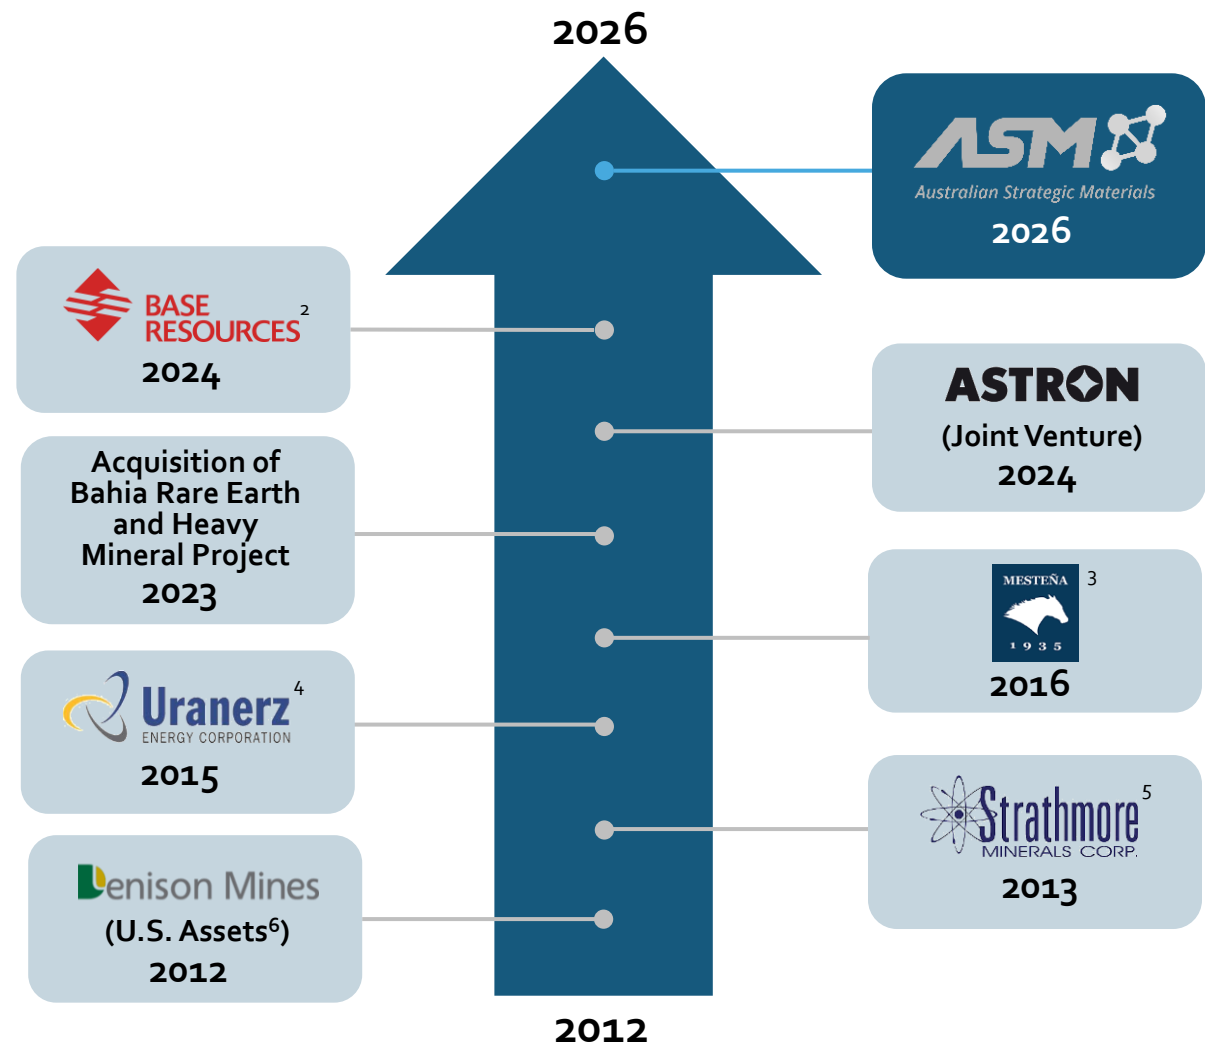 2026
ASM
Australian Strategic Materials
2026
BASE
RESOURCES 2
2024
ASTRON
(Joint Venture)
2024
Acquisition of
Bahia Rare Earth
and Heavy
Mineral Project
2023
MESTEÑA 3
1935
2016
Uranerz 4
ENERGY CORPORATION
2015
Strathmore 5
MINERALS CORP.
2013
Denison Mines
(U.S. Assets⁶)
2012
2012